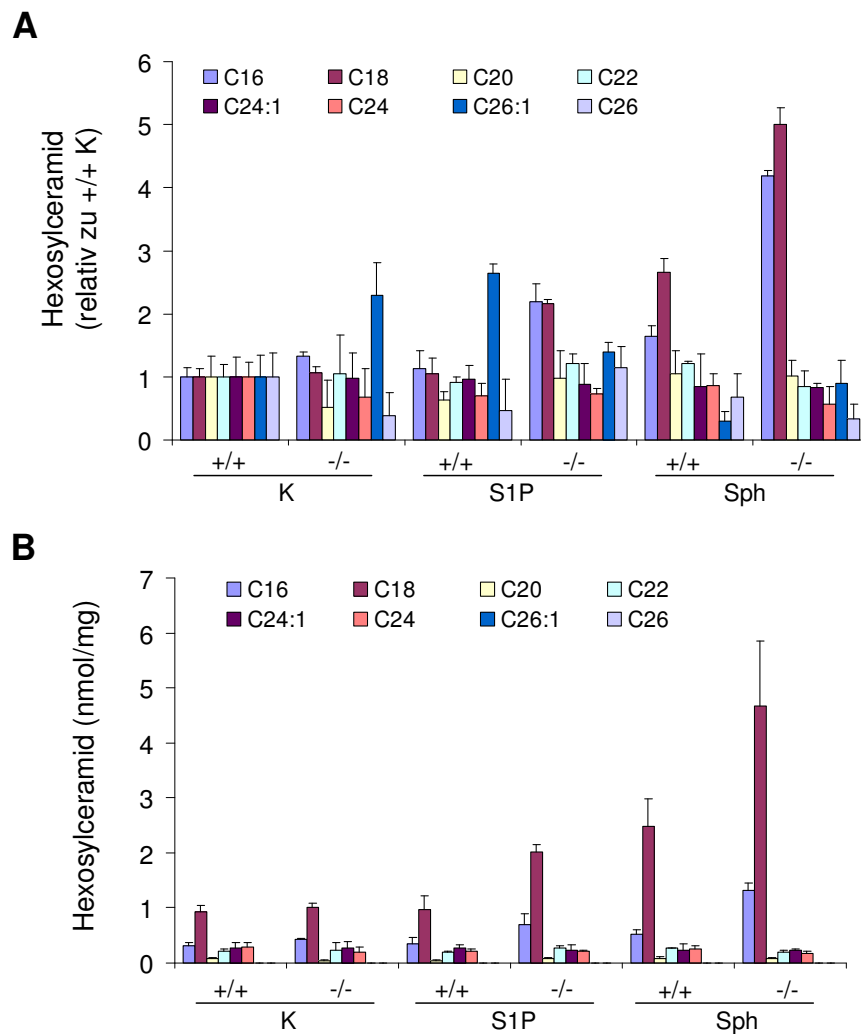 A
Hexosylceramid
(relativ zu +/+ K)
6
5
4
3
2
1
0
C16 C18 C20 C22
C24:1 C24 C26:1 C26
+/+ -/- +/+ -/- +/+ -/-
K S1P Sph
B
Hexosylceramid (nmol/mg)
7
6
5
4
3
2
1
0
C16 C18 C20 C22
C24:1 C24 C26:1 C26
+/+ -/- +/+ -/- +/+ -/-
K S1P Sph